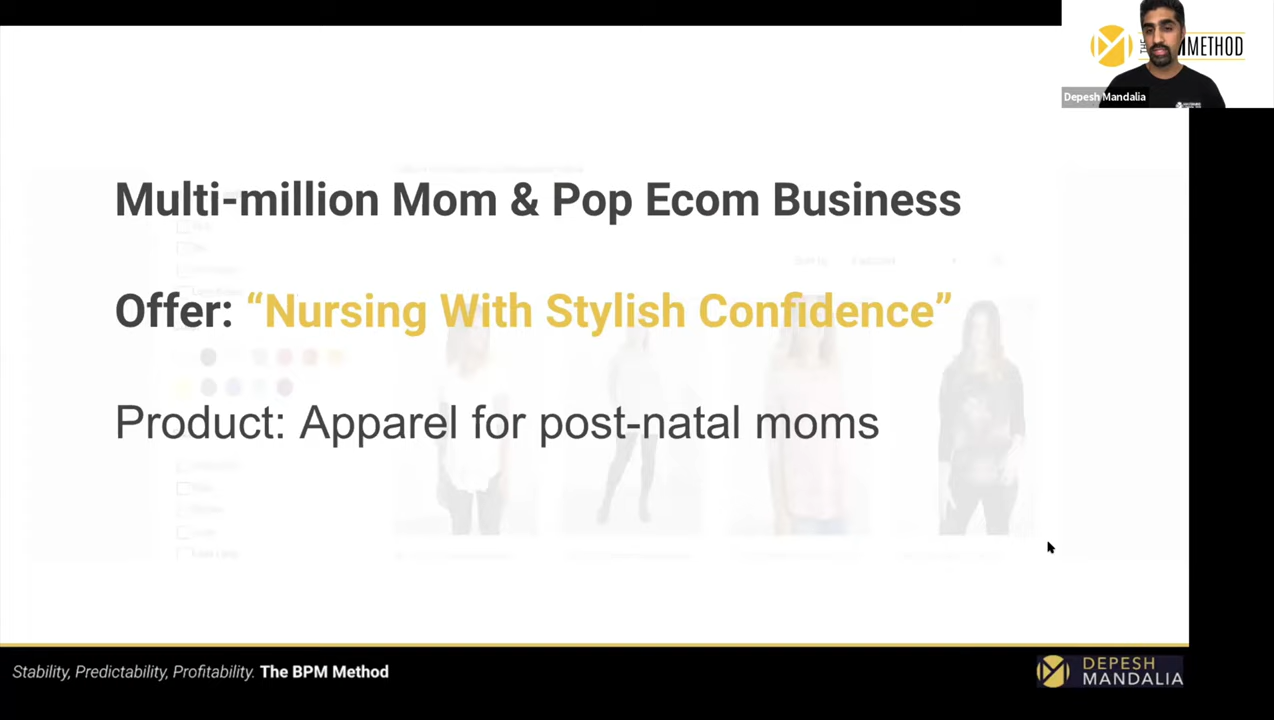 THE
METHOD
Depesh Mandalia
Multi-million Mom & Pop Ecom Business
Offer: “Nursing With Stylish Confidence”
Product: Apparel for post-natal moms
Stability, Predictability, Profitability. The BPM Method
DEPESH
MANDALIA